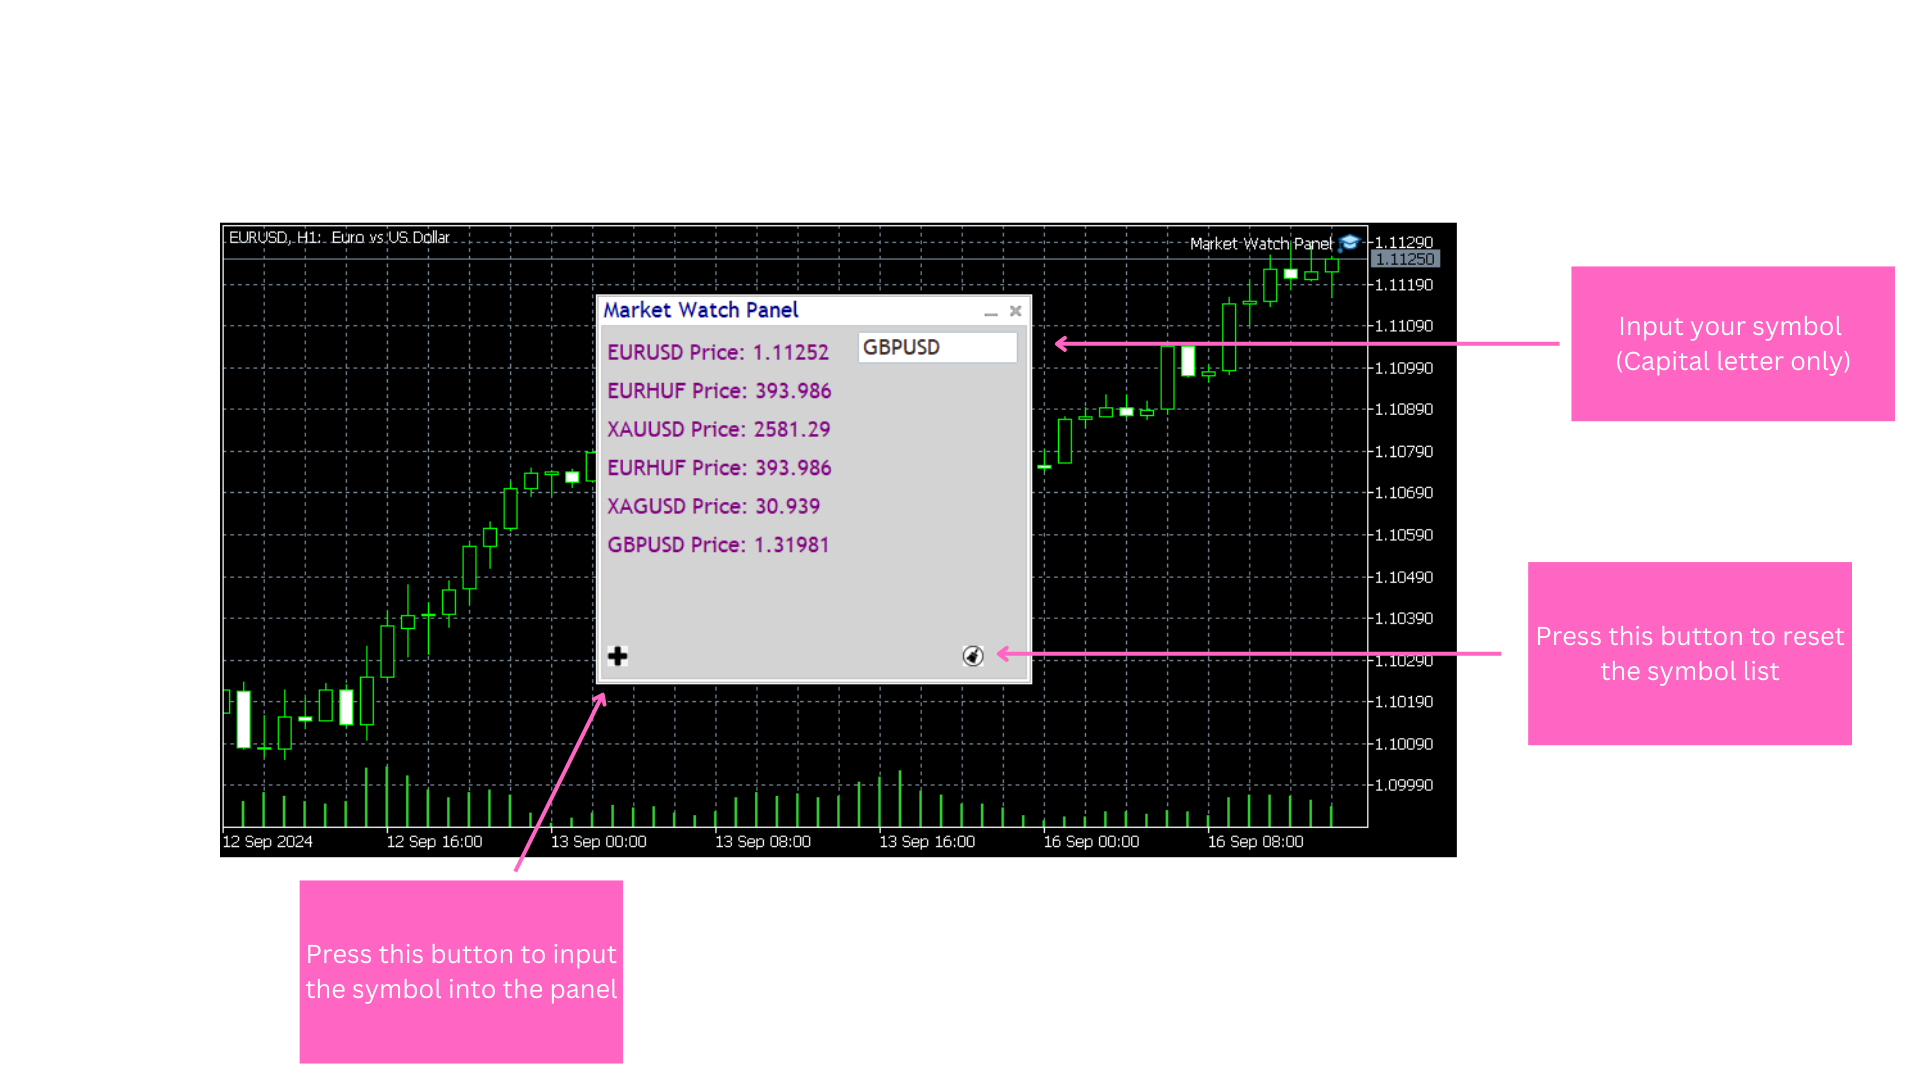 EURUSD, H1: Euro vs US Dollar
Market Watch Panel
1.11290
1.11250
1.11190
1.11090
1.10990
1.10890
1.10790
1.10690
1.10590
1.10490
1.10390
1.10290
1.10190
1.10090
1.09990
Market Watch Panel
EURUSD Price: 1.11252
GBPUSD
EURHUF Price: 393.986
XAUUSD Price: 2581.29
EURHUF Price: 393.986
XAGUSD Price: 30.939
GBPUSD Price: 1.31981
12 Sep 2024
12 Sep 16:00
13 Sep 00:00
13 Sep 08:00
13 Sep 16:00
16 Sep 00:00
16 Sep 08:00
Input your symbol
(Capital letter only)
Press this button to reset
the symbol list
Press this button to input
the symbol into the panel